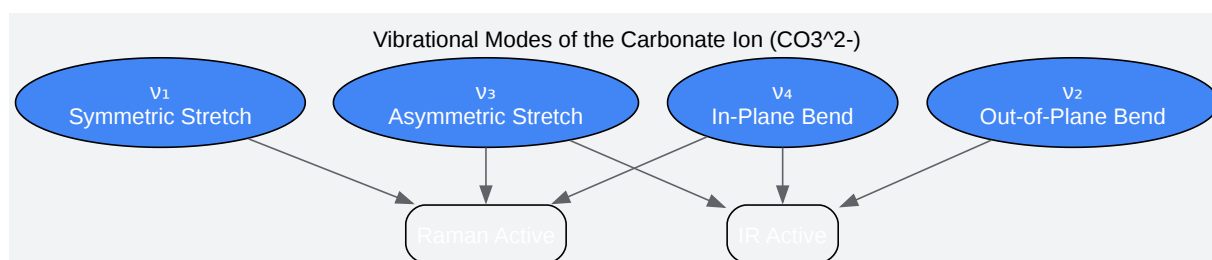 Vibrational Modes of the Carbonate Ion (CO3^2-)
ν₁
Symmetric Stretch
ν₃
Asymmetric Stretch
ν₄
In-Plane Bend
ν₂
Out-of-Plane Bend
Raman Active
IR Active